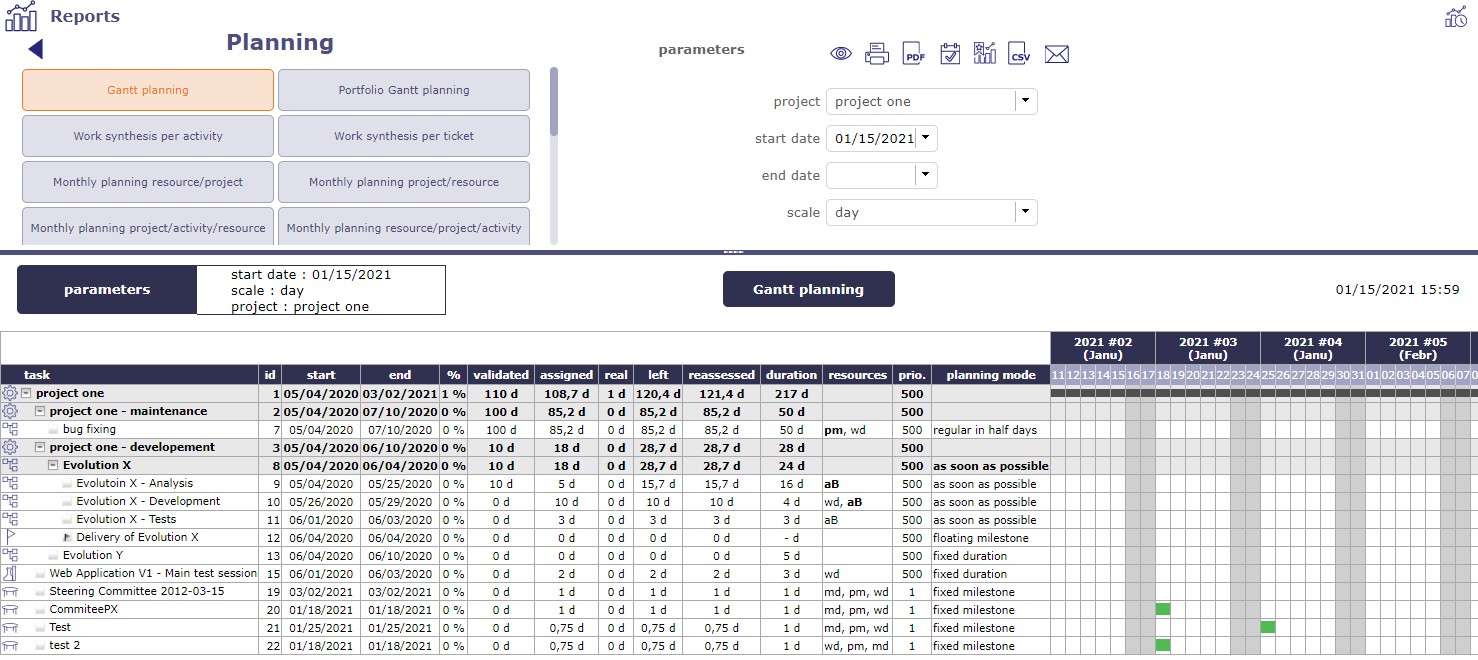 Reports
Planning
parameters
PDF
CSV
Gantt planning
Portfolio Gantt planning
Work synthesis per activity
Work synthesis per ticket
Monthly planning resource/project
Monthly planning project/resource
Monthly planning project/activity/resource
Monthly planning resource/project/activity
project project one
start date 01/15/2021
end date
scale day
parameters
start date : 01/15/2021
scale : day
project : project one
Gantt planning
01/15/2021 15:59
2021 #02 2021 #03 2021 #04 2021 #05
(Janu) (Janu) (Janu) (Febr)
task id start end % validated assigned real left reassessed duration resources prio. planning mode 11 12 13 14 15 16 17 18 19 20 21 22 23 24 25 26 27 28 29 30 31 01 02 03 04 05 06 07 0
project one 1 05/04/2020 03/02/2021 1 % 110 d 108,7 d 1 d 120,4 d 121,4 d 217 d 500
project one - maintenance 2 05/04/2020 07/10/2020 0 % 100 d 85,2 d 0 d 85,2 d 85,2 d 50 d 500
bug fixing 7 05/04/2020 07/10/2020 0 % 100 d 85,2 d 0 d 85,2 d 85,2 d 50 d pm, wd 500 regular in half days
project one - developement 3 05/04/2020 06/10/2020 0 % 10 d 18 d 0 d 28,7 d 28,7 d 28 d 500
Evolution X 8 05/04/2020 06/04/2020 0 % 10 d 18 d 0 d 28,7 d 28,7 d 24 d 500 as soon as possible
Evolutoin X - Analysis 9 05/04/2020 05/25/2020 0 % 10 d 5 d 0 d 15,7 d 15,7 d 16 d aB 500 as soon as possible
Evolution X - Development 10 05/26/2020 05/29/2020 0 % 0 d 10 d 0 d 10 d 10 d 4 d wd, aB 500 as soon as possible
Evolution X - Tests 11 06/01/2020 06/03/2020 0 % 0 d 3 d 0 d 3 d 3 d 3 d aB 500 as soon as possible
Delivery of Evolution X 12 06/04/2020 06/04/2020 0 % 0 d 0 d 0 d 0 d 0 d - d 500 floating milestone
Evolution Y 13 06/04/2020 06/10/2020 0 % 0 d 0 d 0 d 0 d 0 d 5 d 500 fixed duration
Web Application V1 - Main test session 15 06/01/2020 06/03/2020 0 % 0 d 2 d 0 d 2 d 2 d 3 d wd 500 fixed duration
Steering Committee 2012-03-15 19 03/02/2021 03/02/2021 0 % 0 d 1 d 0 d 1 d 1 d 1 d md, pm, wd 1 fixed milestone
CommiteePX 20 01/18/2021 01/18/2021 0 % 0 d 1 d 0 d 1 d 1 d 1 d md, pm, wd 1 fixed milestone
Test 21 01/25/2021 01/25/2021 0 % 0 d 0,75 d 0 d 0,75 d 0,75 d 1 d md, pm, wd 1 fixed milestone
test 2 22 01/18/2021 01/18/2021 0 % 0 d 0,75 d 0 d 0,75 d 0,75 d 1 d wd, pm, md 1 fixed milestone